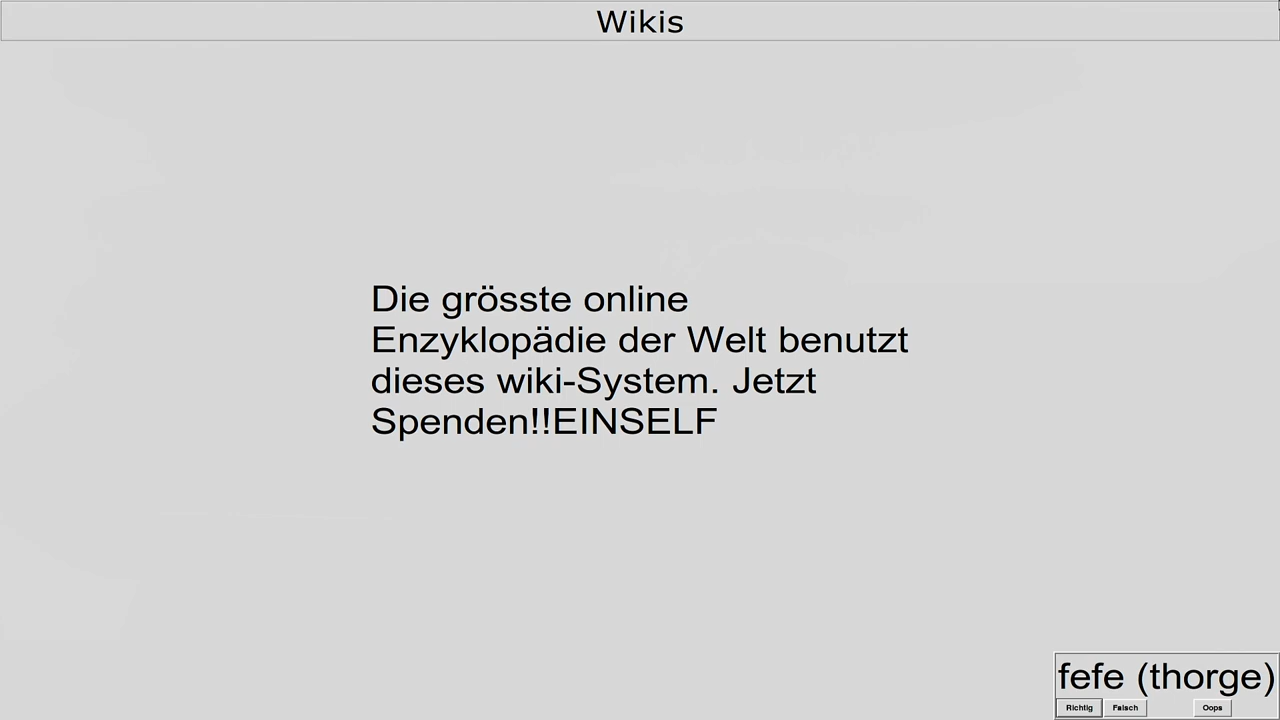 Wikis
Die grösste online
Enzyklopädie der Welt benutzt
dieses wiki-System. Jetzt
Spenden!!EINSELF
fefe (thorge)
Richtig Falsch Oops